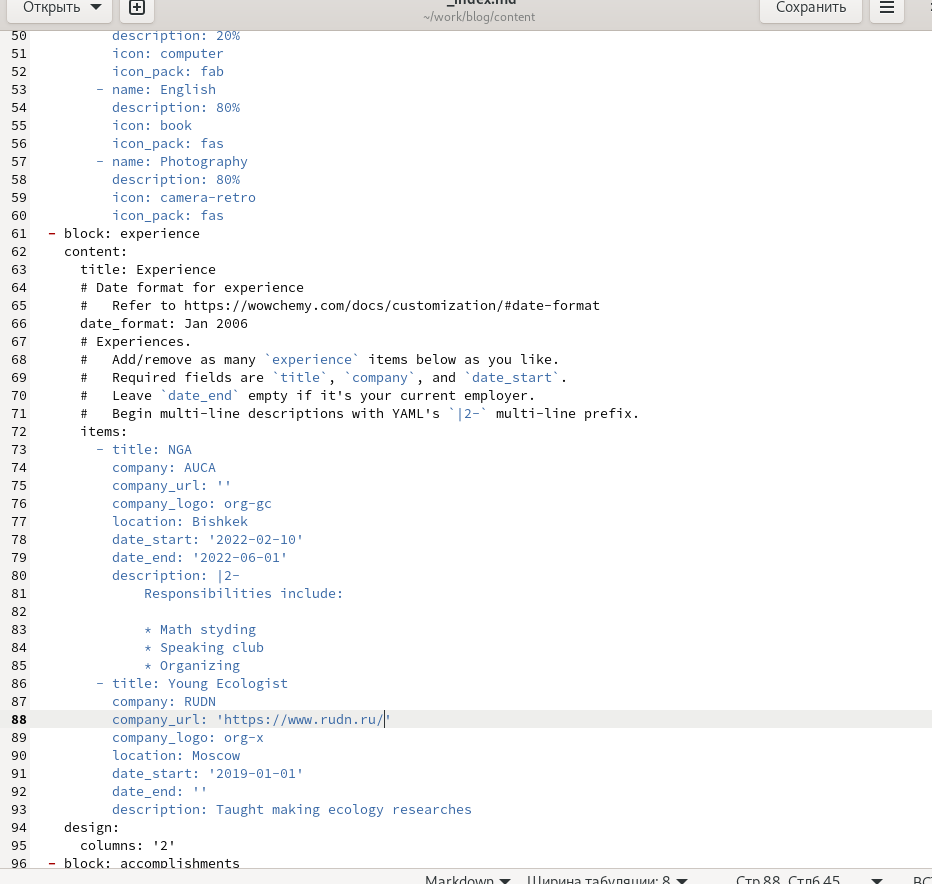 Открыть
_index.md
~/work/blog/content
Сохранить
50 description: 20%
51 icon: computer
52 icon_pack: fab
53 - name: English
54 description: 80%
55 icon: book
56 icon_pack: fas
57 - name: Photography
58 description: 80%
59 icon: camera-retro
60 icon_pack: fas
61 - block: experience
62 content:
63 title: Experience
64 # Date format for experience
65 #   Refer to https://wowchemy.com/docs/customization/#date-format
66 date_format: Jan 2006
67 # Experiences.
68 #   Add/remove as many `experience` items below as you like.
69 #   Required fields are `title`, `company`, and `date_start`.
70 #   Leave `date_end` empty if it's your current employer.
71 #   Begin multi-line descriptions with YAML's `|2-` multi-line prefix.
72 items:
73 - title: NGA
74 company: AUCA
75 company_url: ''
76 company_logo: org-gc
77 location: Bishkek
78 date_start: '2022-02-10'
79 date_end: '2022-06-01'
80 description: |2-
81 Responsibilities include:
82
83 * Math styding
84 * Speaking club
85 * Organizing
86 - title: Young Ecologist
87 company: RUDN
88 company_url: 'https://www.rudn.ru/'
89 company_logo: org-x
90 location: Moscow
91 date_start: '2019-01-01'
92 date_end: ''
93 description: Taught making ecology researches
94 design:
95 columns: '2'
96 - block: accomplishments
Markdown
Ширина табуляции: 8
Стр 88, Стлб 45
ВС